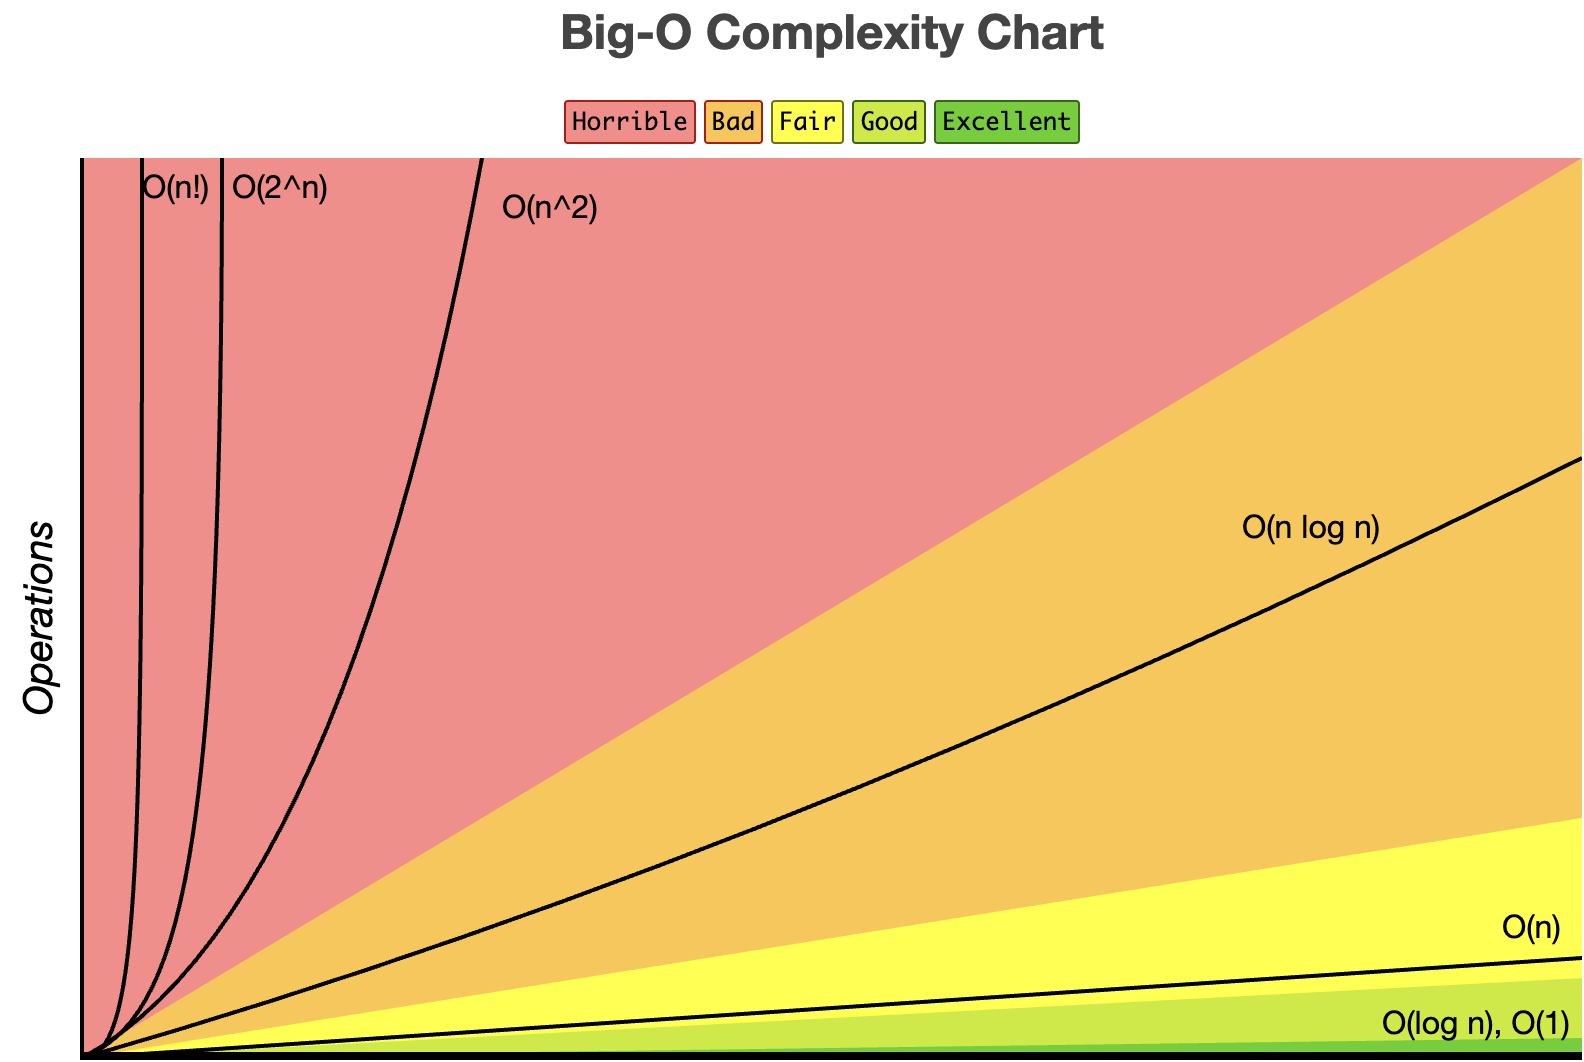 Big-O Complexity Chart
Horrible Bad Fair Good Excellent
O(n!) O(2^n)
O(n^2)
O(n log n)
Operations
O(n)
O(log n), O(1)